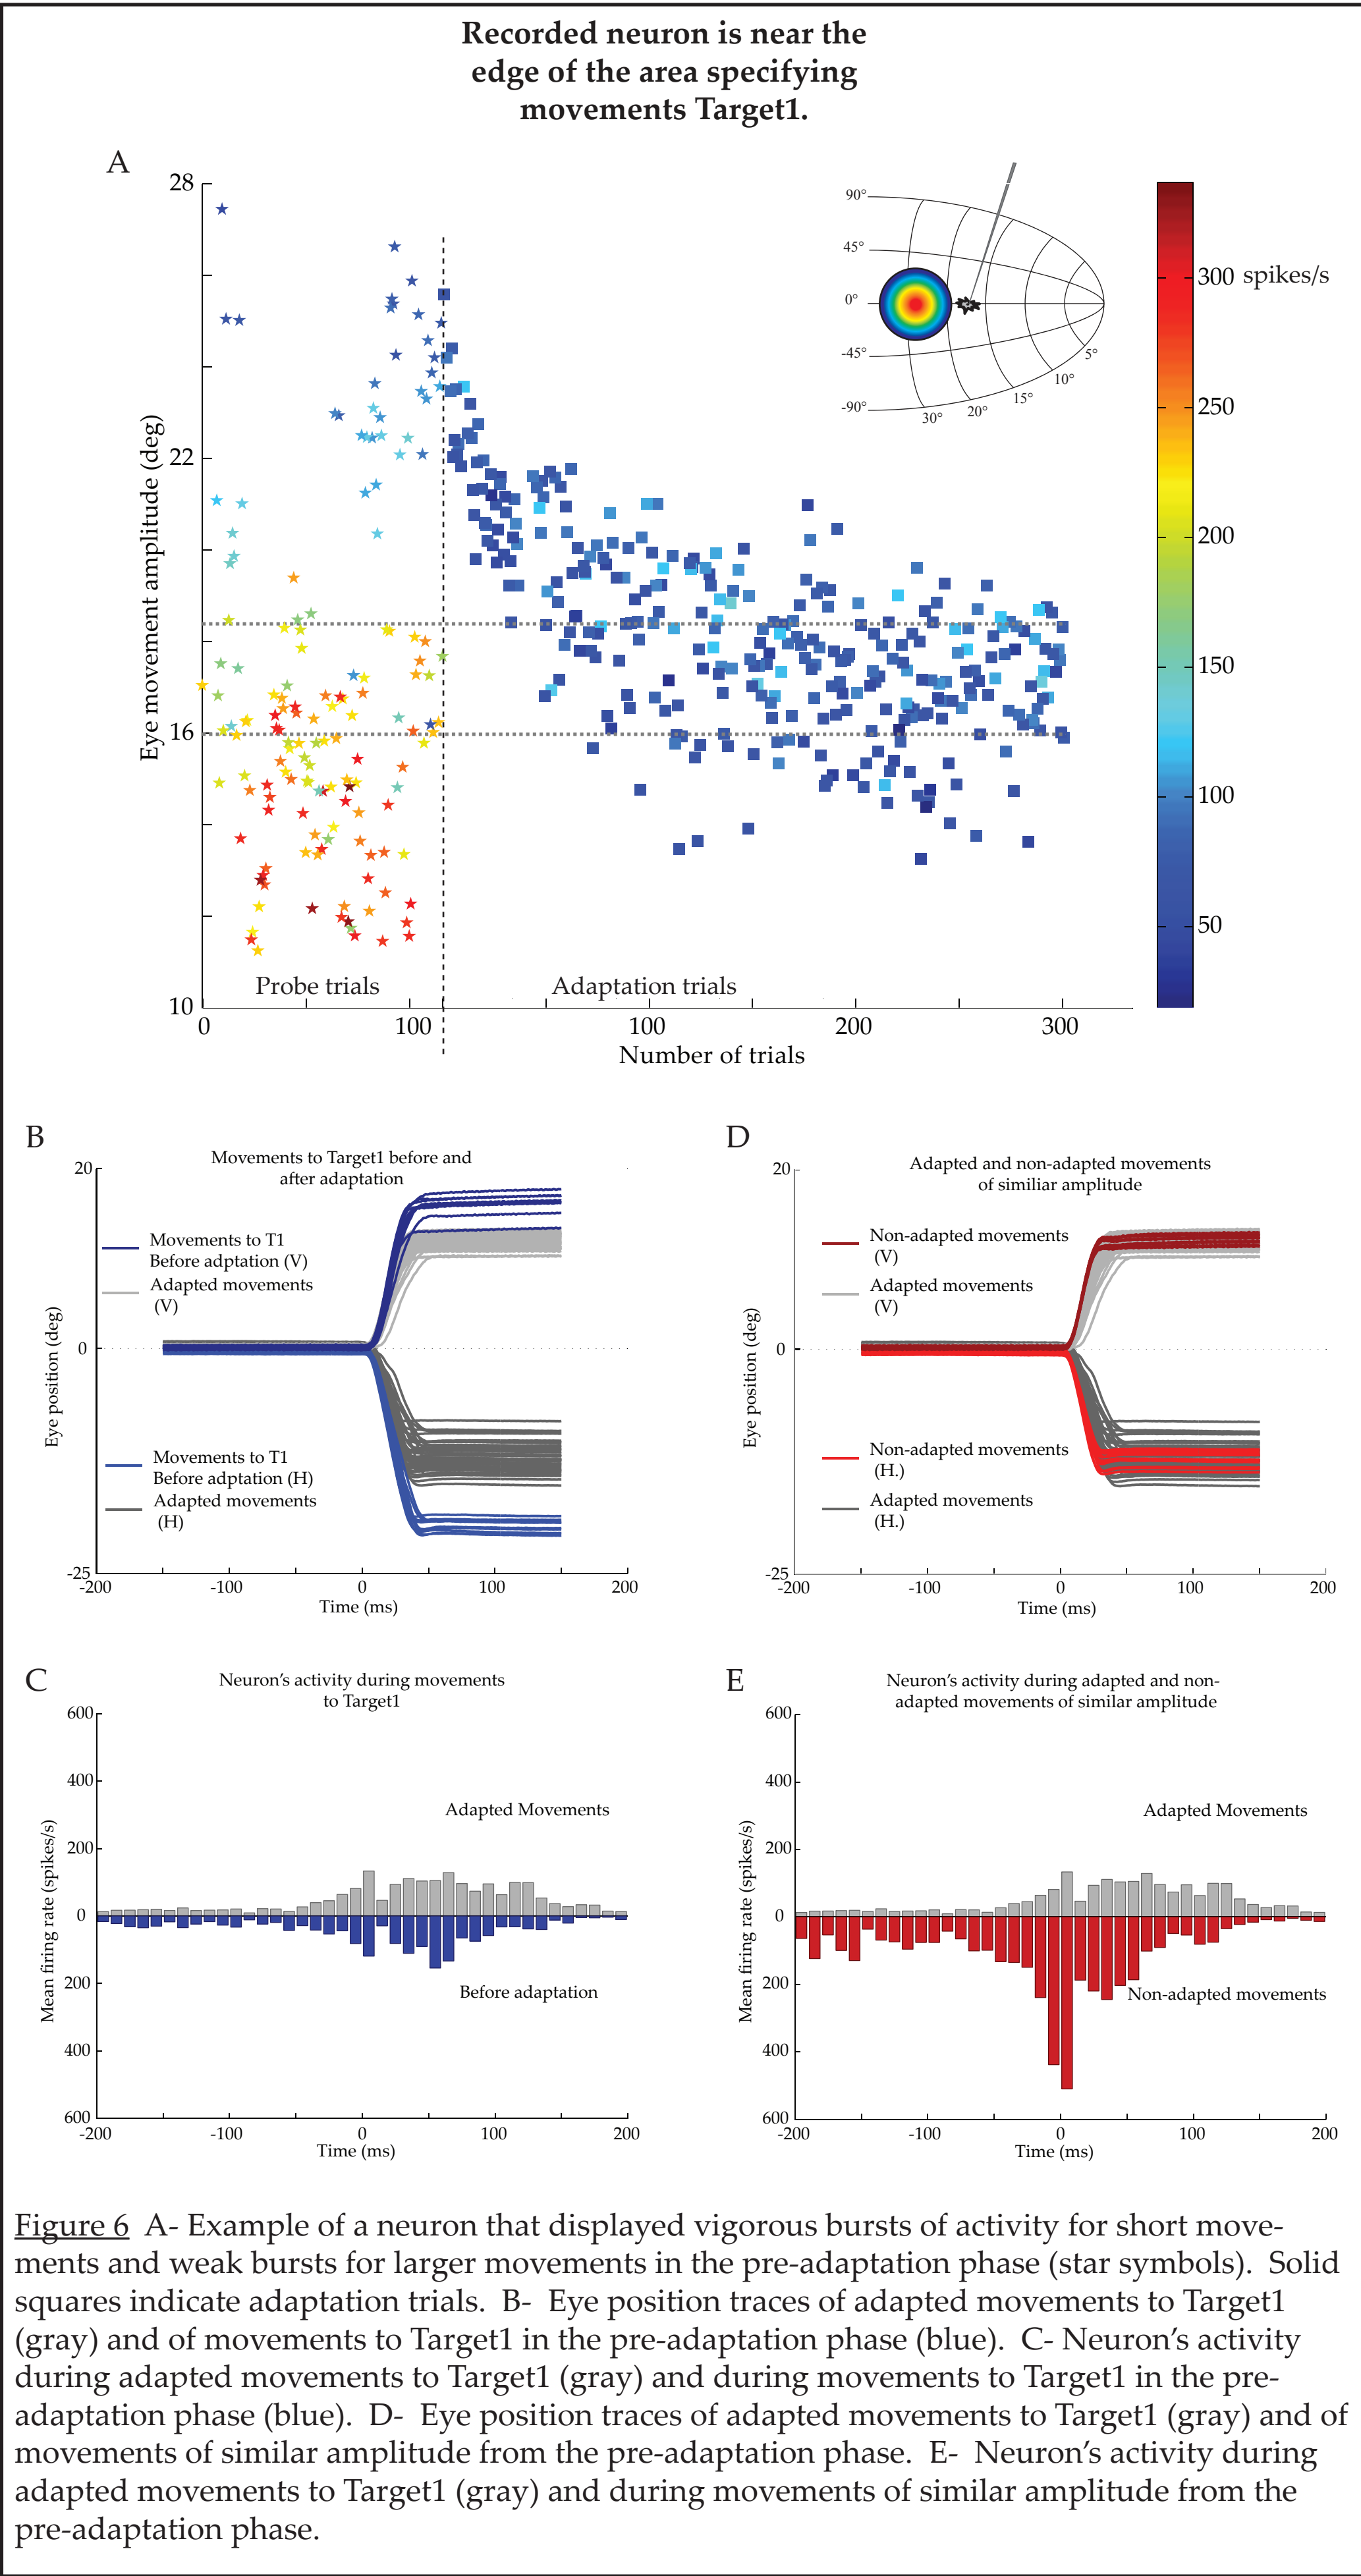 Recorded neuron is near the
edge of the area specifying
movements Target1.
A
28
22
16
10
Eye movement amplitude (deg)
90°
45°
0°
-45°
-90°
30°
20°
15°
10°
5°
300 spikes/s
250
200
150
100
50
Probe trials
Adaptation trials
0
100
100
200
300
Number of trials
B
Movements to Target1 before and
after adaptation
20
0
-25
Eye position (deg)
Movements to T1
Before adptation (V)
Adapted movements
(V)
Movements to T1
Before adptation (H)
Adapted movements
(H)
-200
-100
0
100
200
Time (ms)
D
Adapted and non-adapted movements
of similiar amplitude
20
0
-25
Eye position (deg)
Non-adapted movements
(V)
Adapted movements
(V)
Non-adapted movements
(H.)
Adapted movements
(H.)
-200
-100
0
100
200
Time (ms)
C
Neuron's activity during movements
to Target1
600
400
200
0
200
400
600
Mean firing rate (spikes/s)
Adapted Movements
Before adaptation
-200
-100
0
100
200
Time (ms)
E
Neuron's activity during adapted and non-
adapted movements of similar amplitude
600
400
200
0
200
400
600
Mean firing rate (spikes/s)
Adapted Movements
Non-adapted movements
-200
-100
0
100
200
Time (ms)
Figure 6 A- Example of a neuron that displayed vigorous bursts of activity for short move-
ments and weak bursts for larger movements in the pre-adaptation phase (star symbols). Solid
squares indicate adaptation trials. B- Eye position traces of adapted movements to Target1
(gray) and of movements to Target1 in the pre-adaptation phase (blue). C- Neuron's activity
during adapted movements to Target1 (gray) and during movements to Target1 in the pre-
adaptation phase (blue). D- Eye position traces of adapted movements to Target1 (gray) and of
movements of similar amplitude from the pre-adaptation phase. E- Neuron's activity during
adapted movements to Target1 (gray) and during movements of similar amplitude from the
pre-adaptation phase.